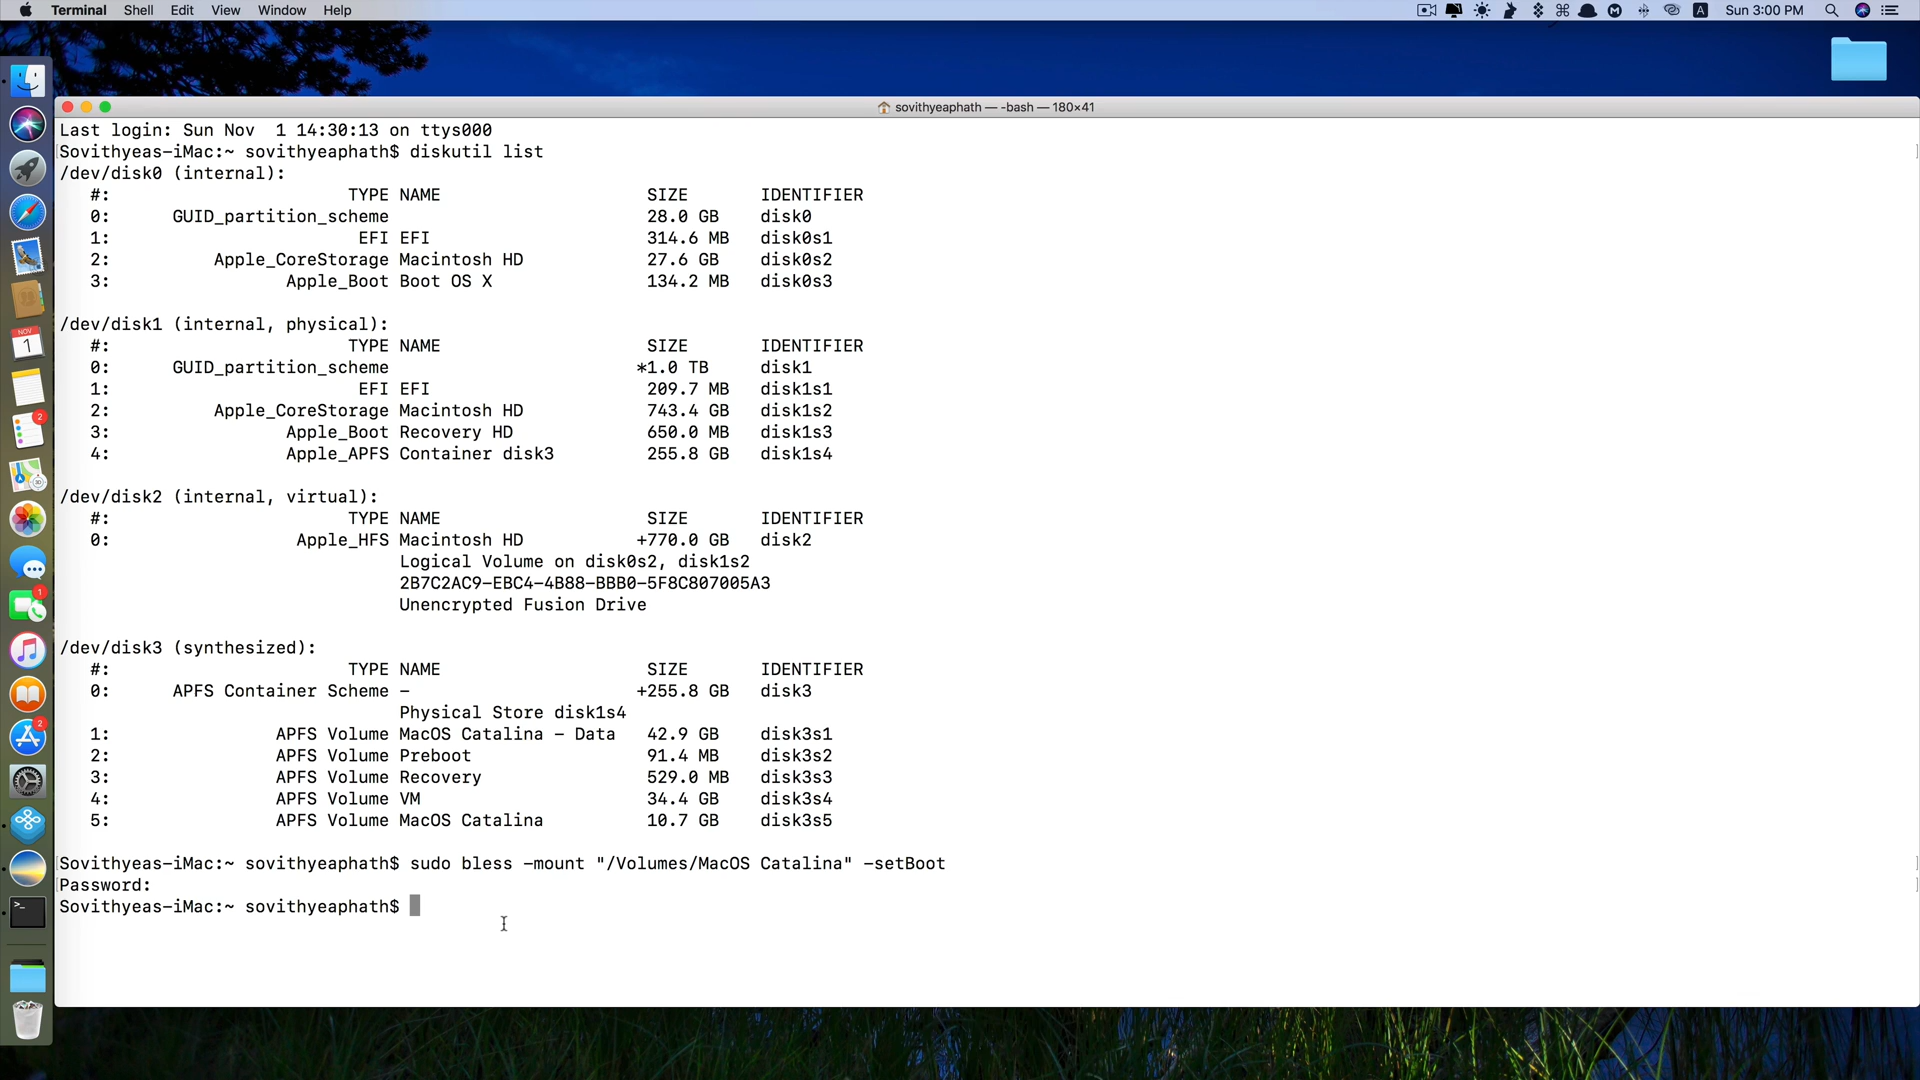 Terminal Shell Edit View Window Help
A Sun 3:00 PM
sovithyeaphath — -bash — 180×41
Last login: Sun Nov  1 14:30:13 on ttys000
Sovithyeas-iMac:~ sovithyeaphath$ diskutil list
/dev/disk0 (internal):
#: TYPE NAME SIZE IDENTIFIER
0: GUID_partition_scheme 28.0 GB disk0
1: EFI EFI 314.6 MB disk0s1
2: Apple_CoreStorage Macintosh HD 27.6 GB disk0s2
3: Apple_Boot Boot OS X 134.2 MB disk0s3
/dev/disk1 (internal, physical):
#: TYPE NAME SIZE IDENTIFIER
0: GUID_partition_scheme *1.0 TB disk1
1: EFI EFI 209.7 MB disk1s1
2: Apple_CoreStorage Macintosh HD 743.4 GB disk1s2
3: Apple_Boot Recovery HD 650.0 MB disk1s3
4: Apple_APFS Container disk3 255.8 GB disk1s4
/dev/disk2 (internal, virtual):
#: TYPE NAME SIZE IDENTIFIER
0: Apple_HFS Macintosh HD +770.0 GB disk2
Logical Volume on disk0s2, disk1s2
2B7C2AC9-EBC4-4B88-BBB0-5F8C807005A3
Unencrypted Fusion Drive
/dev/disk3 (synthesized):
#: TYPE NAME SIZE IDENTIFIER
0: APFS Container Scheme - +255.8 GB disk3
Physical Store disk1s4
1: APFS Volume MacOS Catalina - Data 42.9 GB disk3s1
2: APFS Volume Preboot 91.4 MB disk3s2
3: APFS Volume Recovery 529.0 MB disk3s3
4: APFS Volume VM 34.4 GB disk3s4
5: APFS Volume MacOS Catalina 10.7 GB disk3s5
Sovithyeas-iMac:~ sovithyeaphath$ sudo bless -mount "/Volumes/MacOS Catalina" -setBoot
Password:
Sovithyeas-iMac:~ sovithyeaphath$
NOV
1
2
1
2